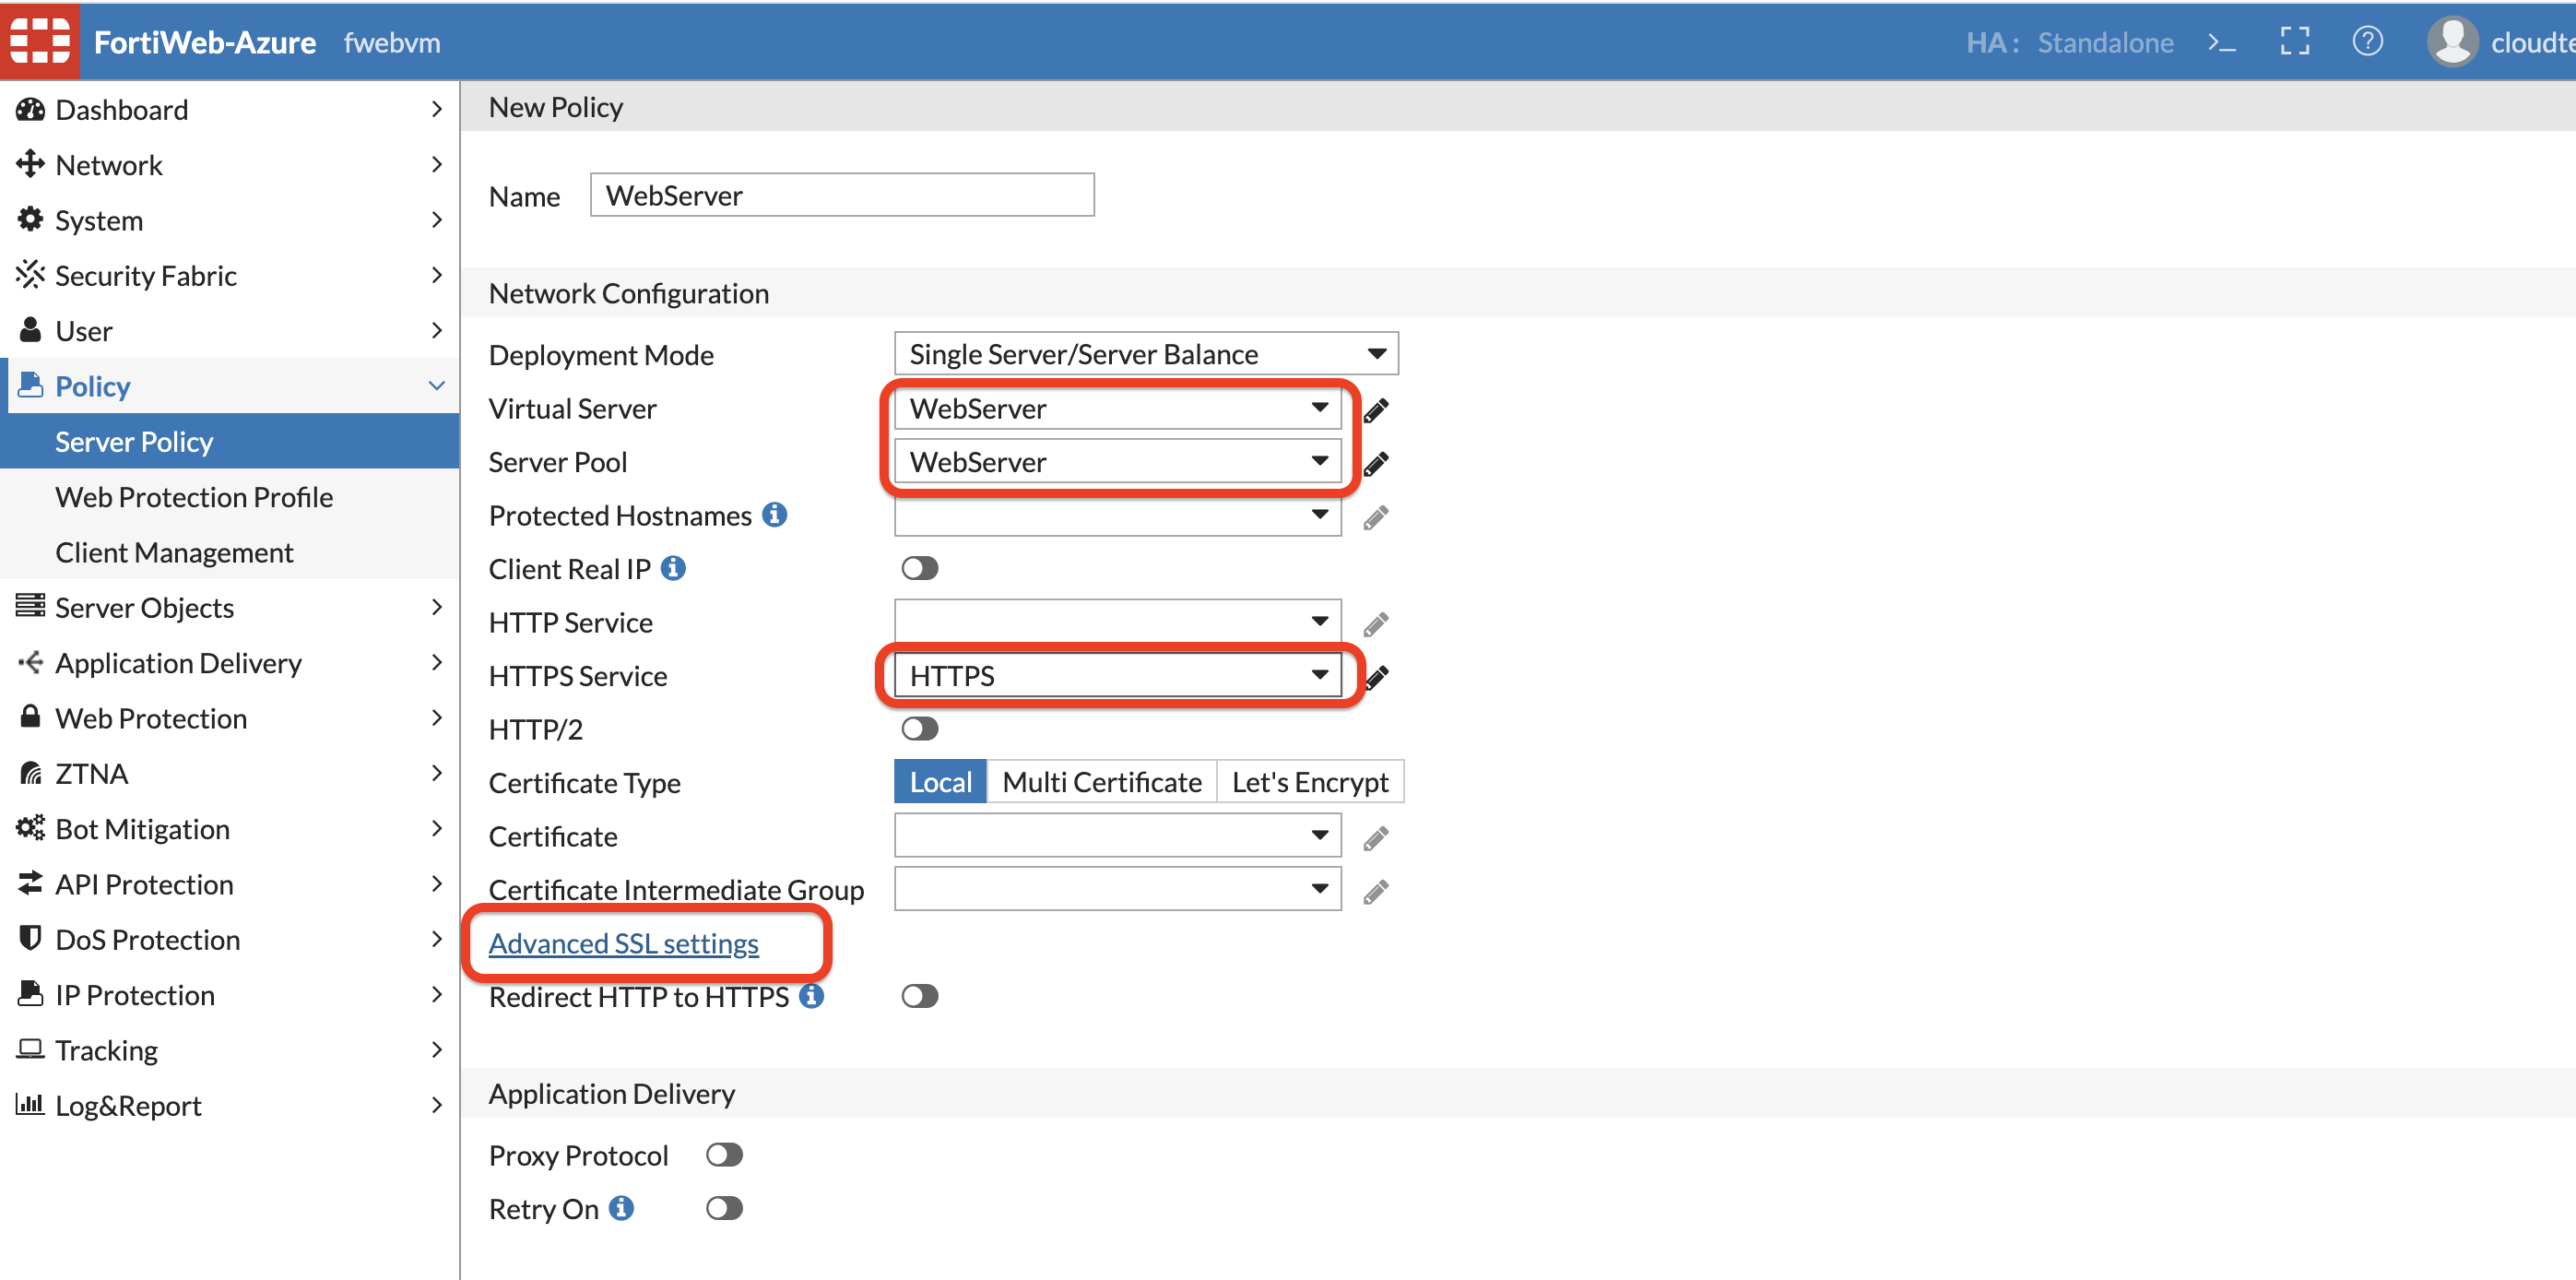 FortiWeb-Azure fwebvm HA: Standalone cloudte
Dashboard
Network
System
Security Fabric
User
Policy
Server Policy
Web Protection Profile
Client Management
Server Objects
Application Delivery
Web Protection
ZTNA
Bot Mitigation
API Protection
DoS Protection
IP Protection
Tracking
Log&Report
New Policy
Name WebServer
Network Configuration
Deployment Mode Single Server/Server Balance
Virtual Server WebServer
Server Pool WebServer
Protected Hostnames
Client Real IP
HTTP Service
HTTPS Service HTTPS
HTTP/2
Certificate Type Local Multi Certificate Let's Encrypt
Certificate
Certificate Intermediate Group
Advanced SSL settings
Redirect HTTP to HTTPS
Application Delivery
Proxy Protocol
Retry On